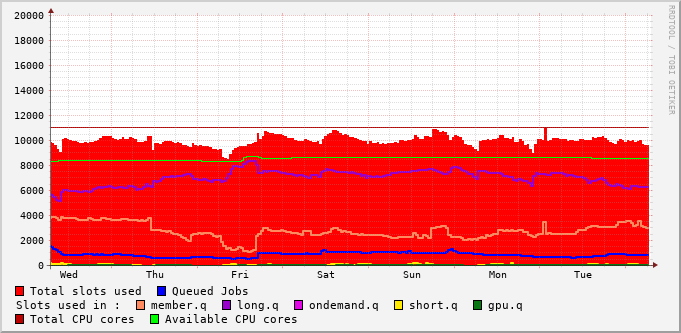 RRDTOOL / TOBI OETIKER
20000
18000
16000
14000
12000
10000
8000
6000
4000
2000
0
Wed Thu Fri Sat Sun Mon Tue
Total slots used Queued Jobs
Slots used in : member.q long.q ondemand.q short.q gpu.q
Total CPU cores Available CPU cores